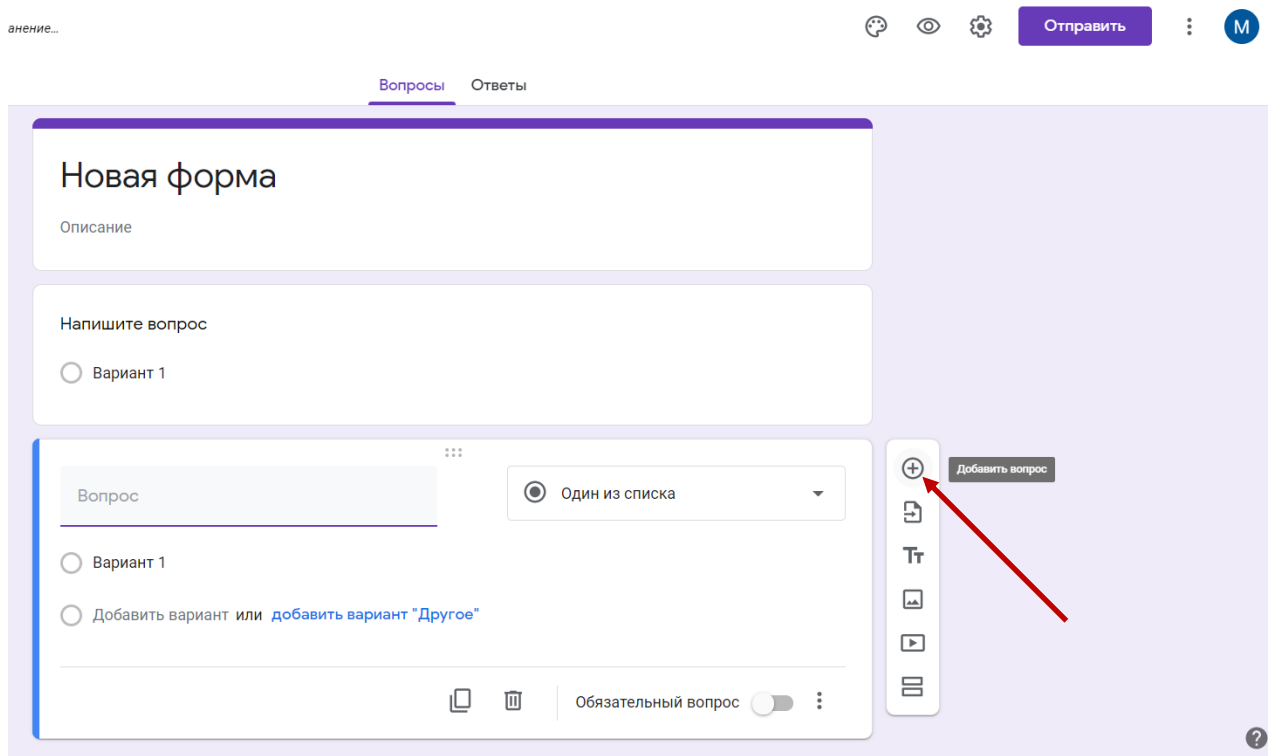 анение…
Отправить
М
Вопросы Ответы
Новая форма
Описание
Напишите вопрос
Вариант 1
Вопрос
Один из списка
Добавить вопрос
Вариант 1
Добавить вариант или добавить вариант "Другое"
Обязательный вопрос